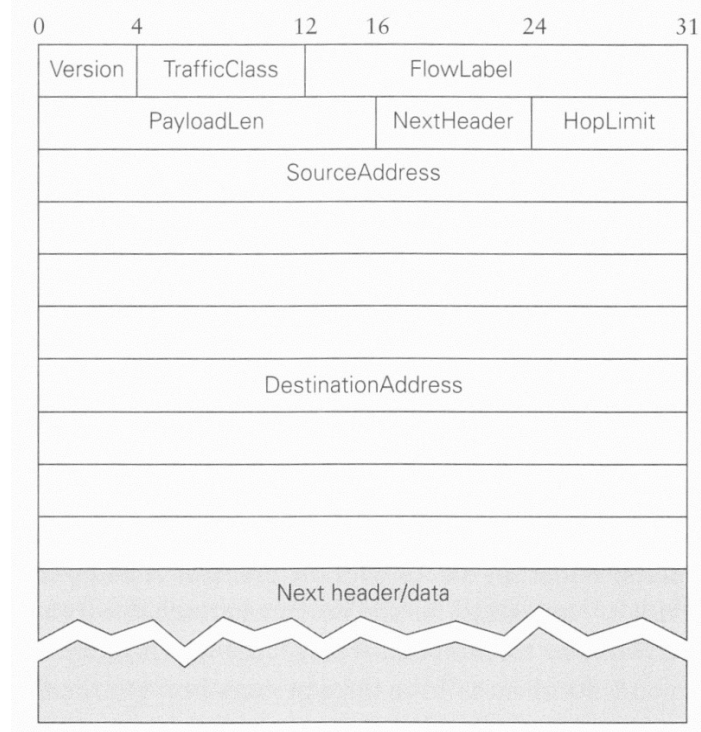 0 4 12 16 24 31
Version TrafficClass FlowLabel
PayloadLen NextHeader HopLimit
SourceAddress
DestinationAddress
Next header/data